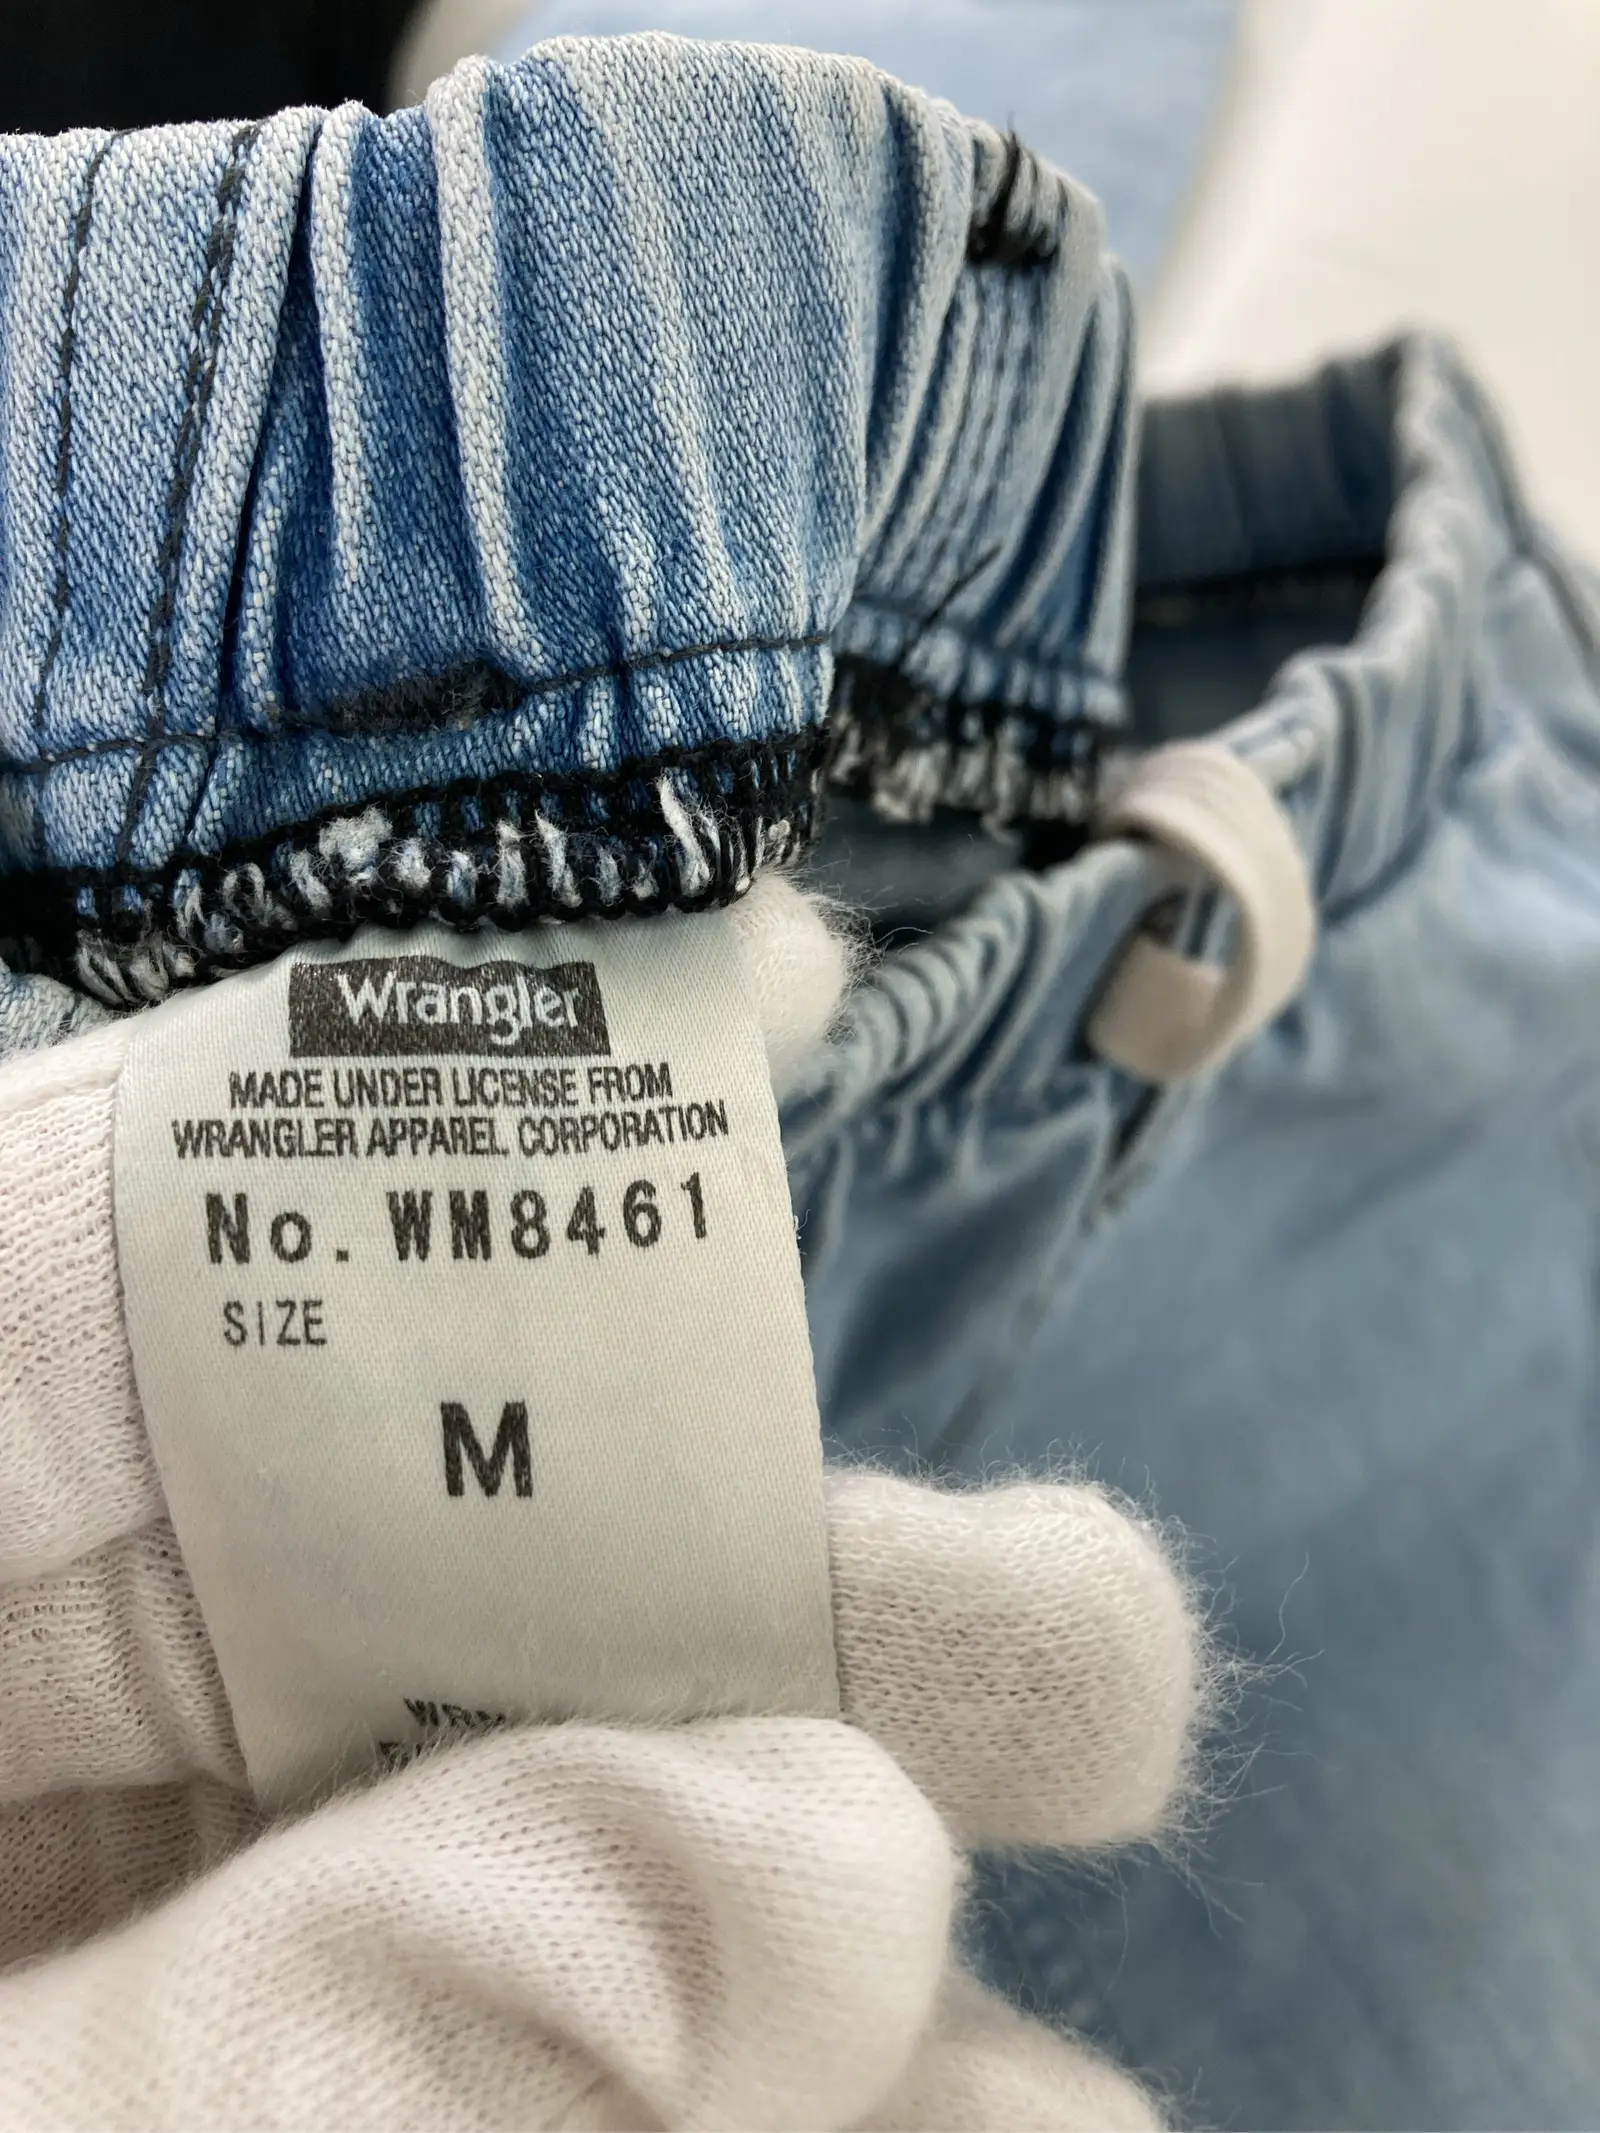 Wrangler
MADE UNDER LICENSE FROM
WRANGLER APPAREL CORPORATION
No. WM8461
SIZE
M